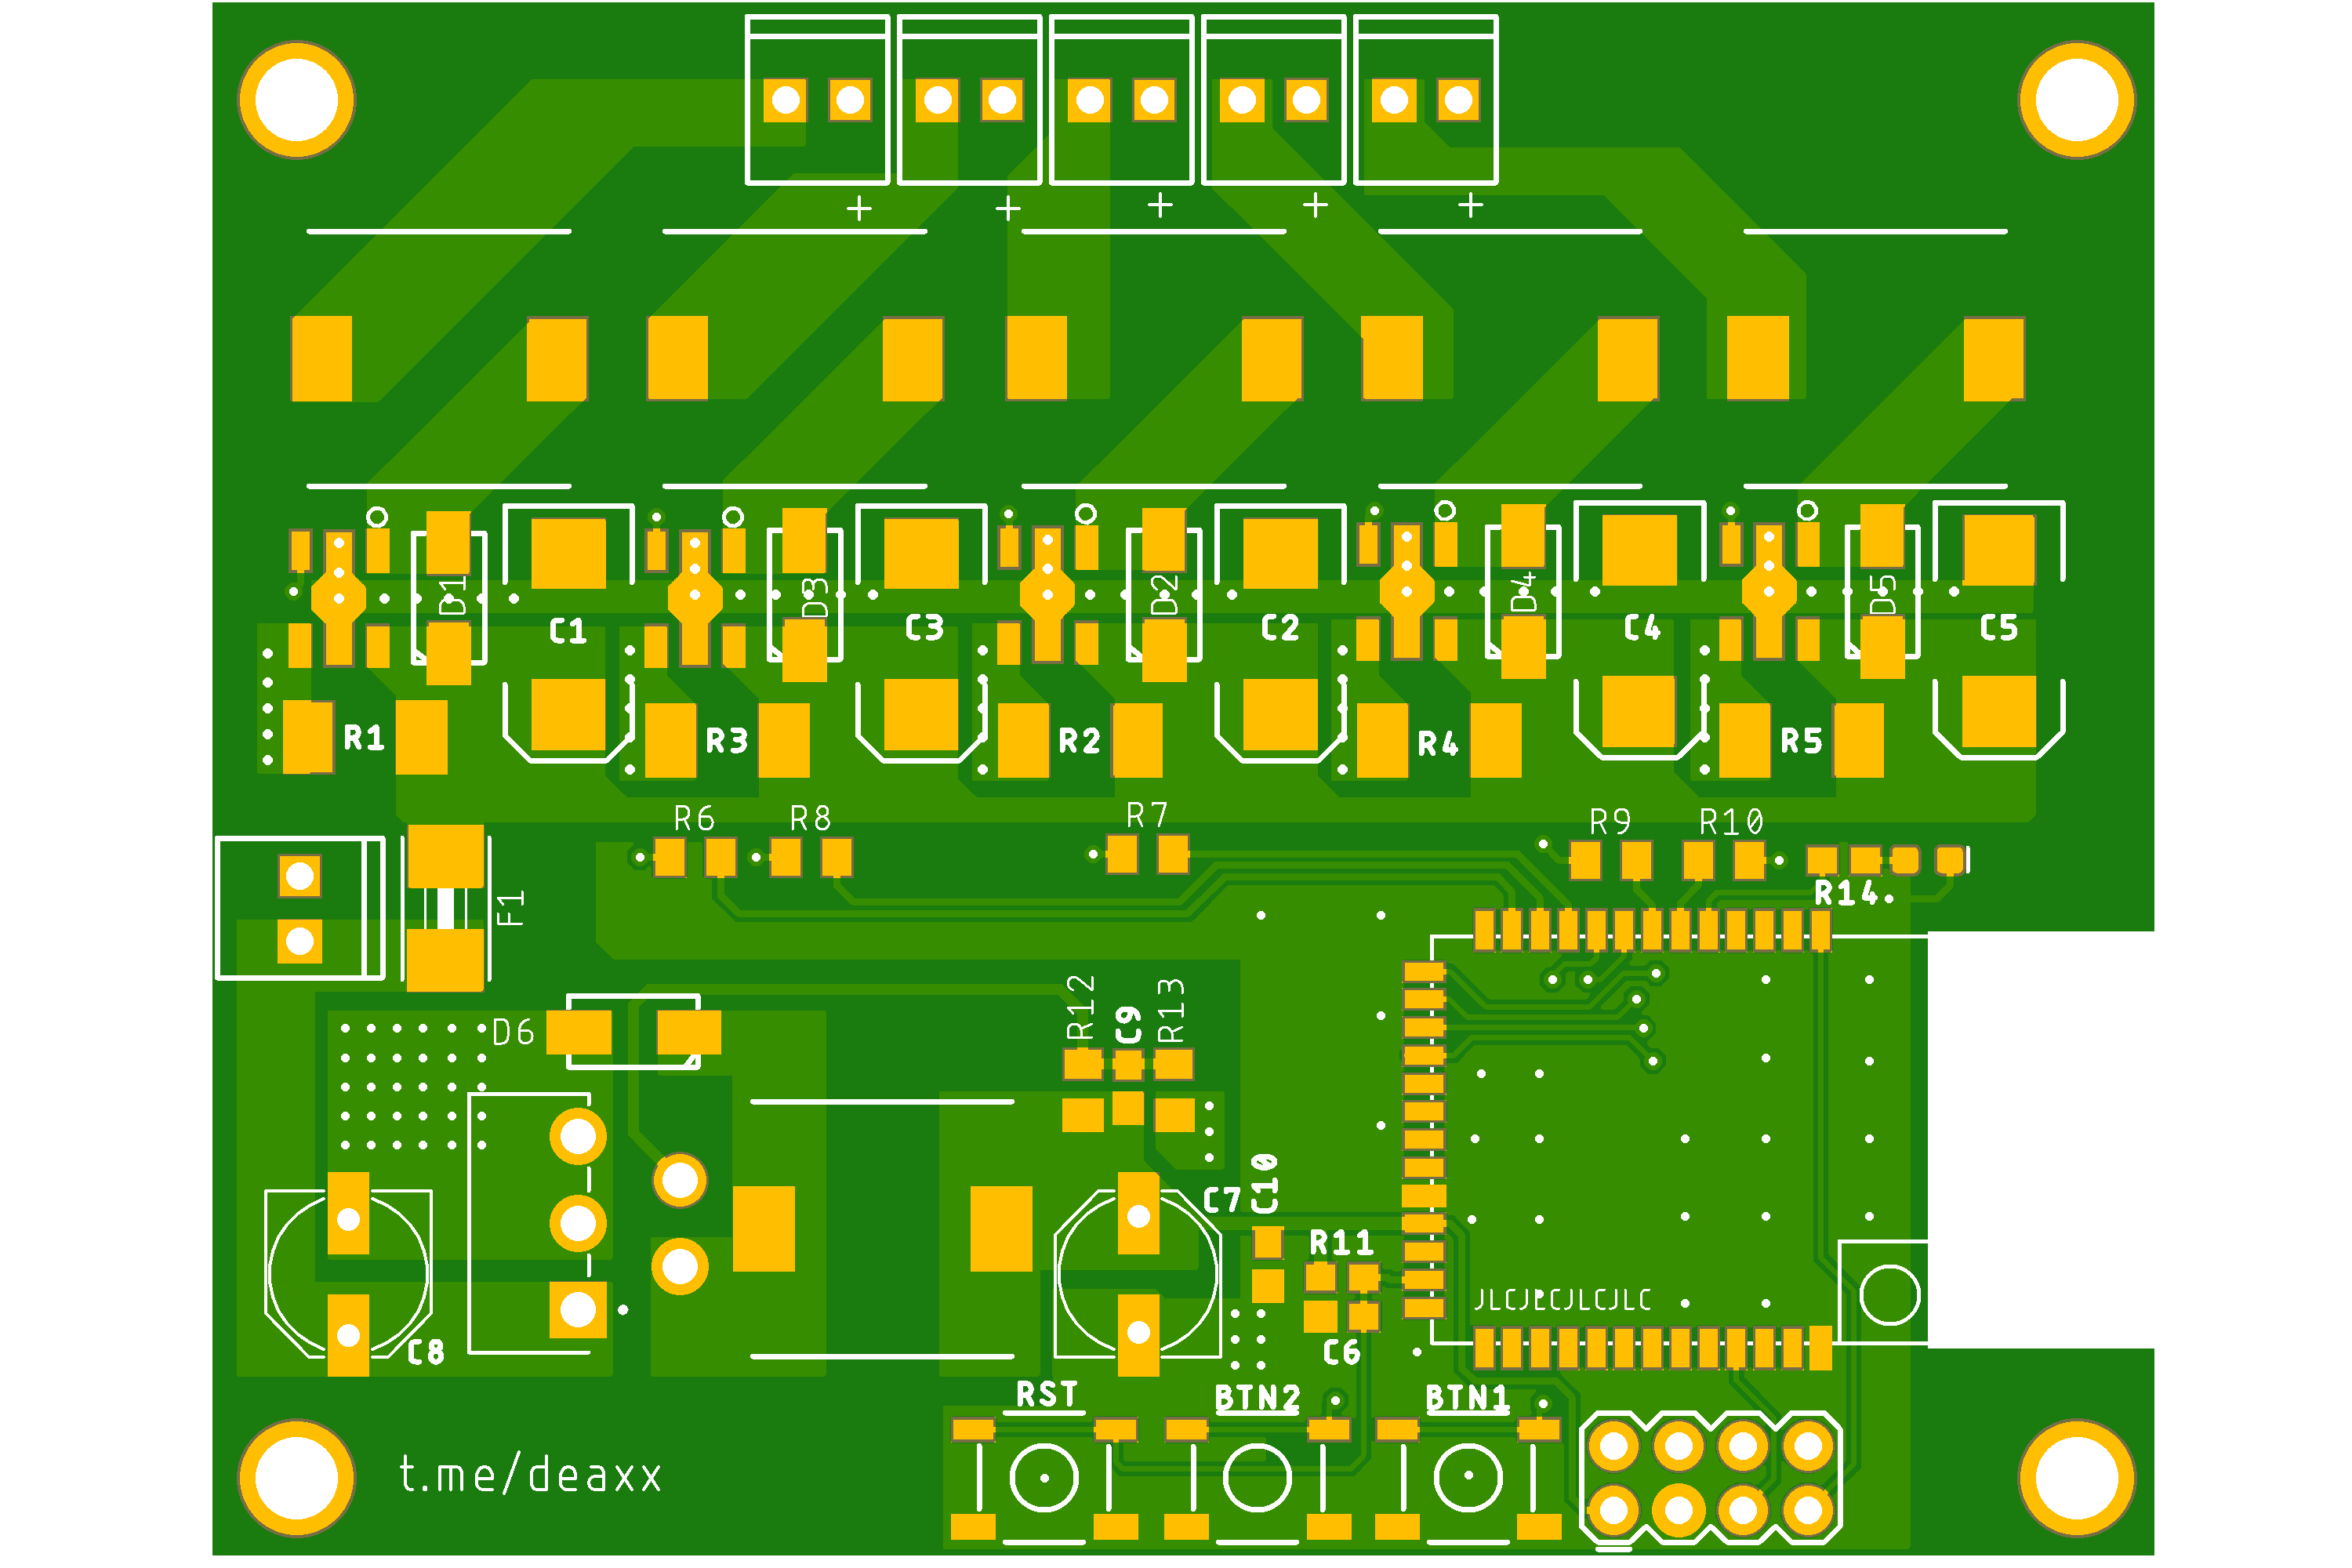 + + + + +
D1 D3 D2 D4 D5
C1 C3 C2 C4 C5
R1 R3 R2 R4 R5
R6 R8 R7 R9 R10
R14
F1
D6 R12 C9 R13
C7 C10
R11
JLCJLCJLCJLC
C8 C6
RST BTN2 BTN1
t.me/deaxx